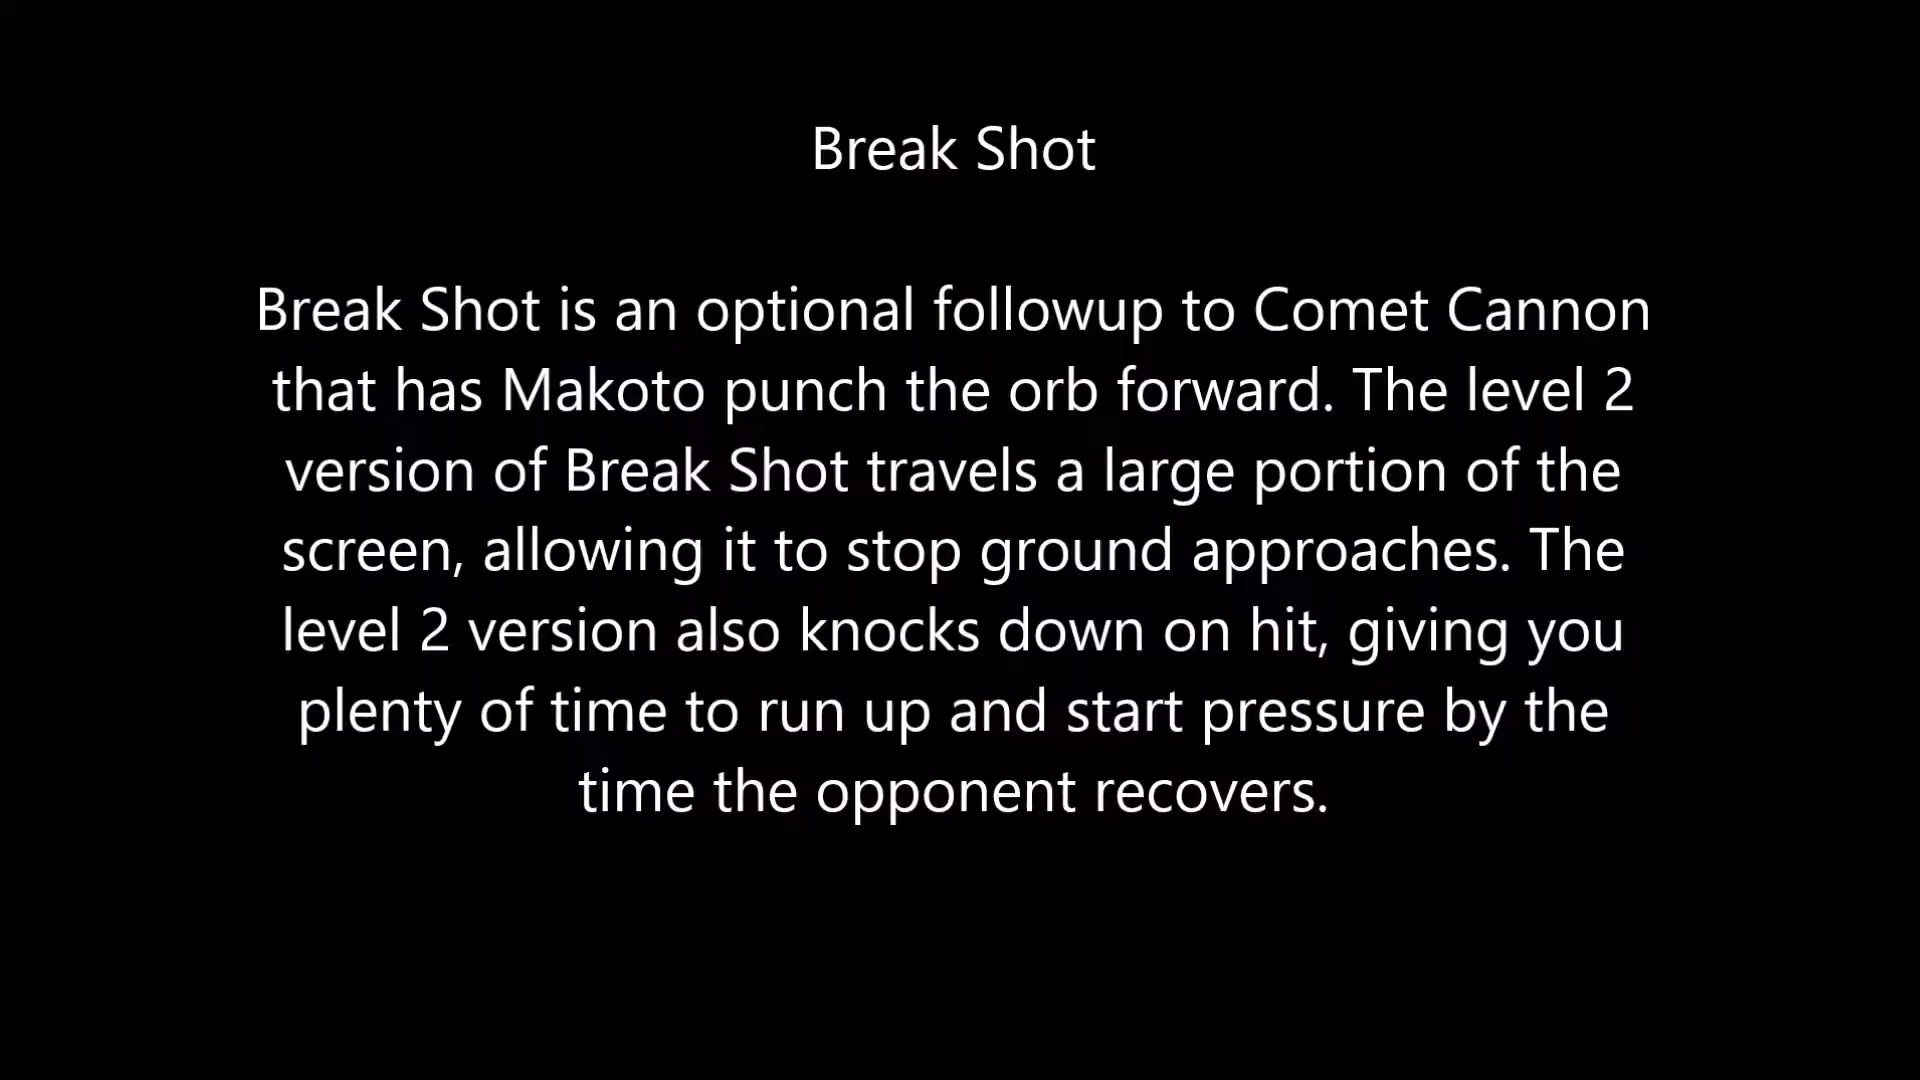 Break Shot
Break Shot is an optional followup to Comet Cannon
that has Makoto punch the orb forward. The level 2
version of Break Shot travels a large portion of the
screen, allowing it to stop ground approaches. The
level 2 version also knocks down on hit, giving you
plenty of time to run up and start pressure by the
time the opponent recovers.